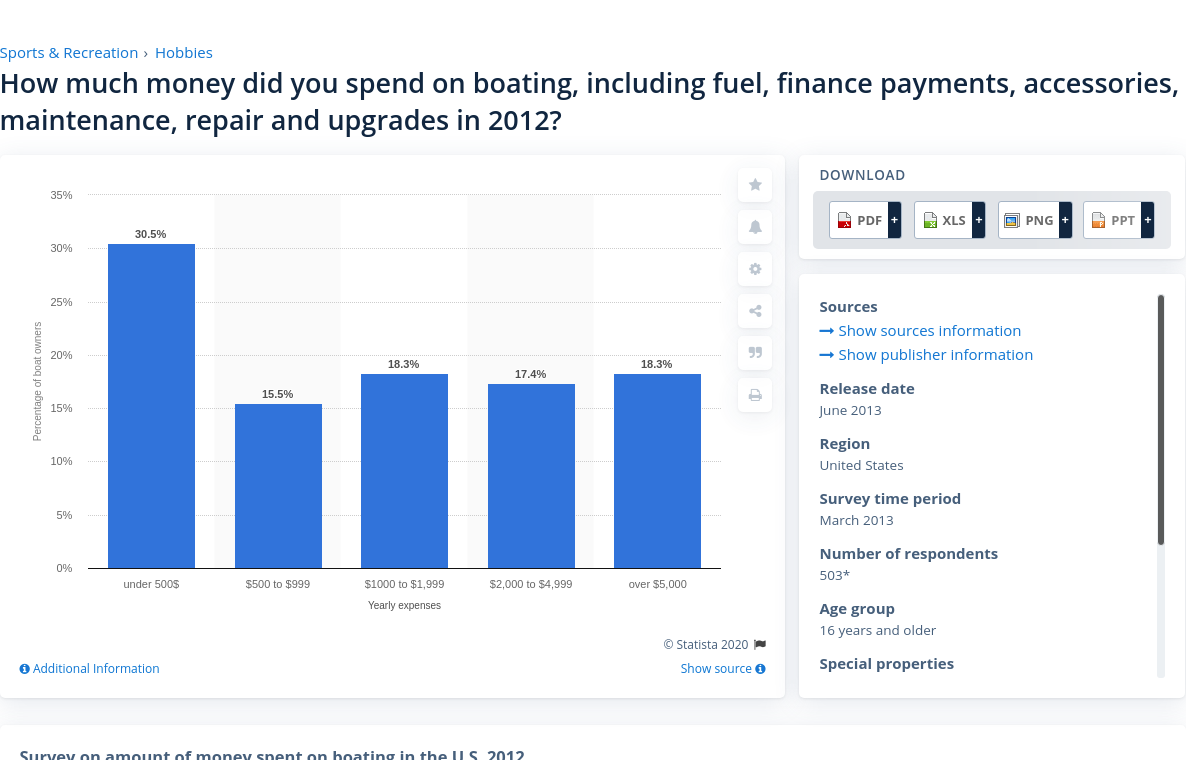 Sports & Recreation › Hobbies
How much money did you spend on boating, including fuel, finance payments, accessories,
maintenance, repair and upgrades in 2012?
35%
30%
25%
20%
15%
10%
5%
0%
Percentage of boat owners
30.5%
15.5%
18.3%
17.4%
18.3%
under 500$
$500 to $999
$1000 to $1,999
$2,000 to $4,999
over $5,000
Yearly expenses
© Statista 2020
Additional Information
Show source
DOWNLOAD
PDF +
XLS +
PNG +
PPT +
Sources
Show sources information
Show publisher information
Release date
June 2013
Region
United States
Survey time period
March 2013
Number of respondents
503*
Age group
16 years and older
Special properties
Survey on amount of money spent on boating in the U.S. 2012